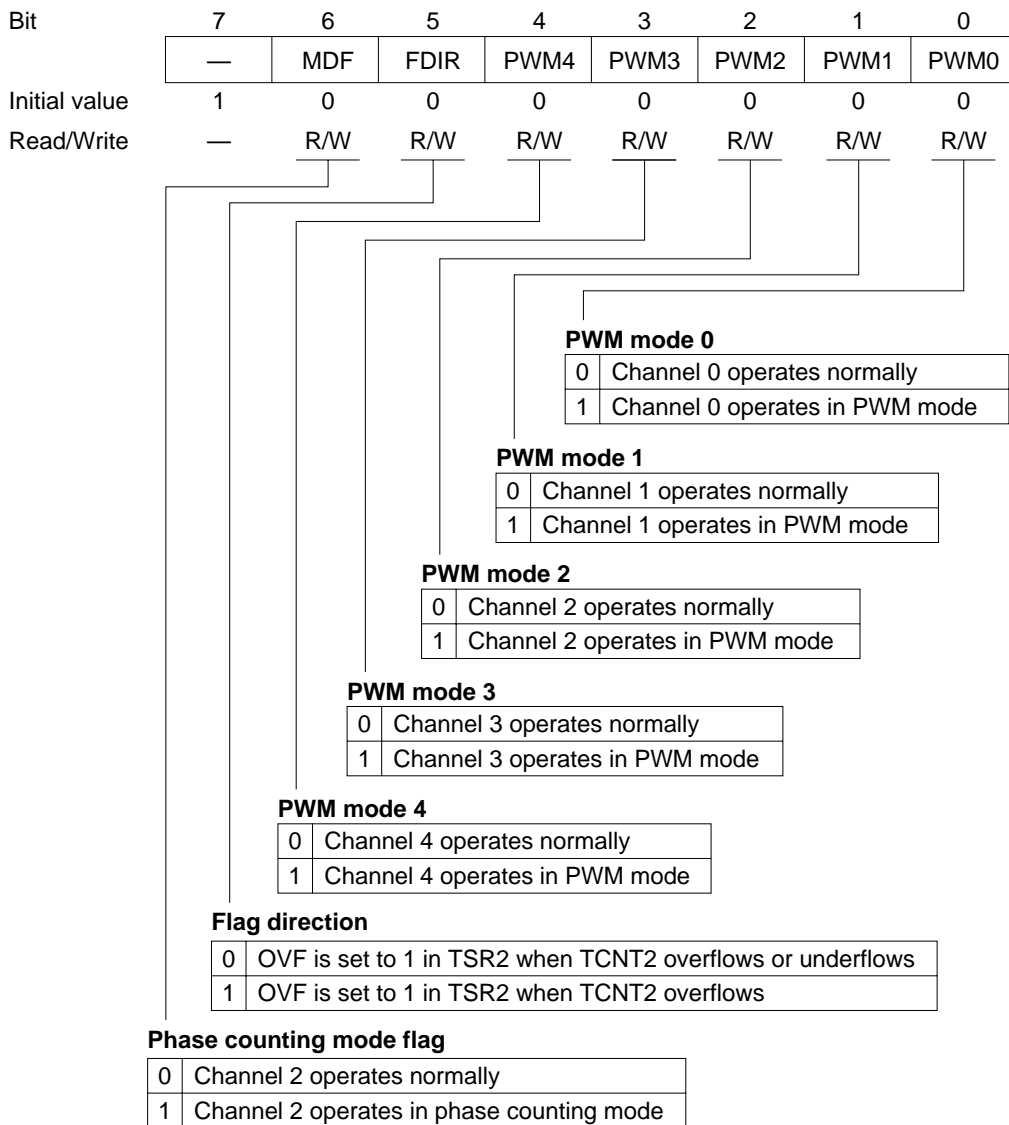 Bit 7 6 5 4 3 2 1 0
— MDF FDIR PWM4 PWM3 PWM2 PWM1 PWM0
Initial value 1 0 0 0 0 0 0 0
Read/Write — R/W R/W R/W R/W R/W R/W R/W
PWM mode 0
0 Channel 0 operates normally
1 Channel 0 operates in PWM mode
PWM mode 1
0 Channel 1 operates normally
1 Channel 1 operates in PWM mode
PWM mode 2
0 Channel 2 operates normally
1 Channel 2 operates in PWM mode
PWM mode 3
0 Channel 3 operates normally
1 Channel 3 operates in PWM mode
PWM mode 4
0 Channel 4 operates normally
1 Channel 4 operates in PWM mode
Flag direction
0 OVF is set to 1 in TSR2 when TCNT2 overflows or underflows
1 OVF is set to 1 in TSR2 when TCNT2 overflows
Phase counting mode flag
0 Channel 2 operates normally
1 Channel 2 operates in phase counting mode